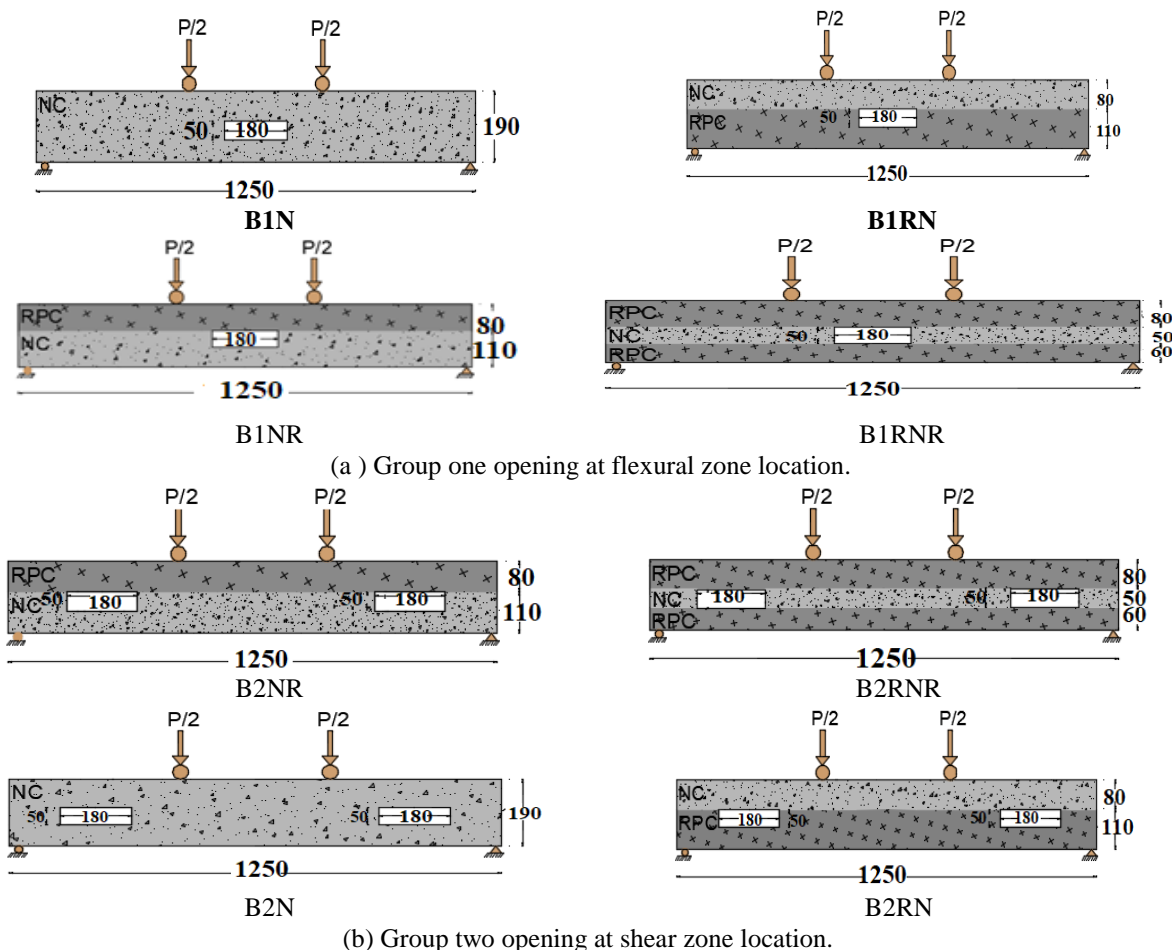 P/2 P/2
NC
50 180
190
1250
B1N
P/2 P/2
NC
RPC
50 180
80
110
1250
B1RN
P/2 P/2
RPC
NC
180
80
110
1250
B1NR
P/2 P/2
RPC
NC
RPC
50 180
80
50
60
1250
B1RNR
(a ) Group one opening at flexural zone location.
P/2 P/2
RPC
NC
50 180 50 180
80
110
1250
B2NR
P/2 P/2
RPC
NC
RPC
180 50 180
80
50
60
1250
B2RNR
P/2 P/2
NC
50 180 50 180
190
1250
B2N
P/2 P/2
NC
RPC
180 50 50 180
80
110
1250
B2RN
(b) Group two opening at shear zone location.